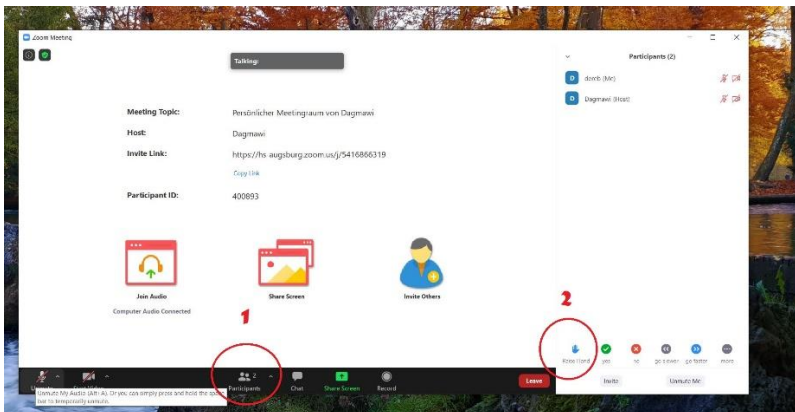 Zoom Meeting
Talking:
Meeting Topic:
Persönlicher Meetingraum von Dagmawi
Host:
Dagmawi
Invite Link:
https://hs-augsburg.zoom.us/j/5416866319
Copy Link
Participant ID:
400893
Join Audio
Computer Audio Connected
Share Screen
Invite Others
1
2
Participants
Chat
Share Screen
Record
Leave
Unmute My Audio (Alt+A). Or you can simply press and hold the space
bar to temporarily unmute.
Participants (2)
D
(Me)
D
Dagmawi (Host)
2
Raise Hand
yes
no
go slower
go faster
more
Invite
Unmute Me